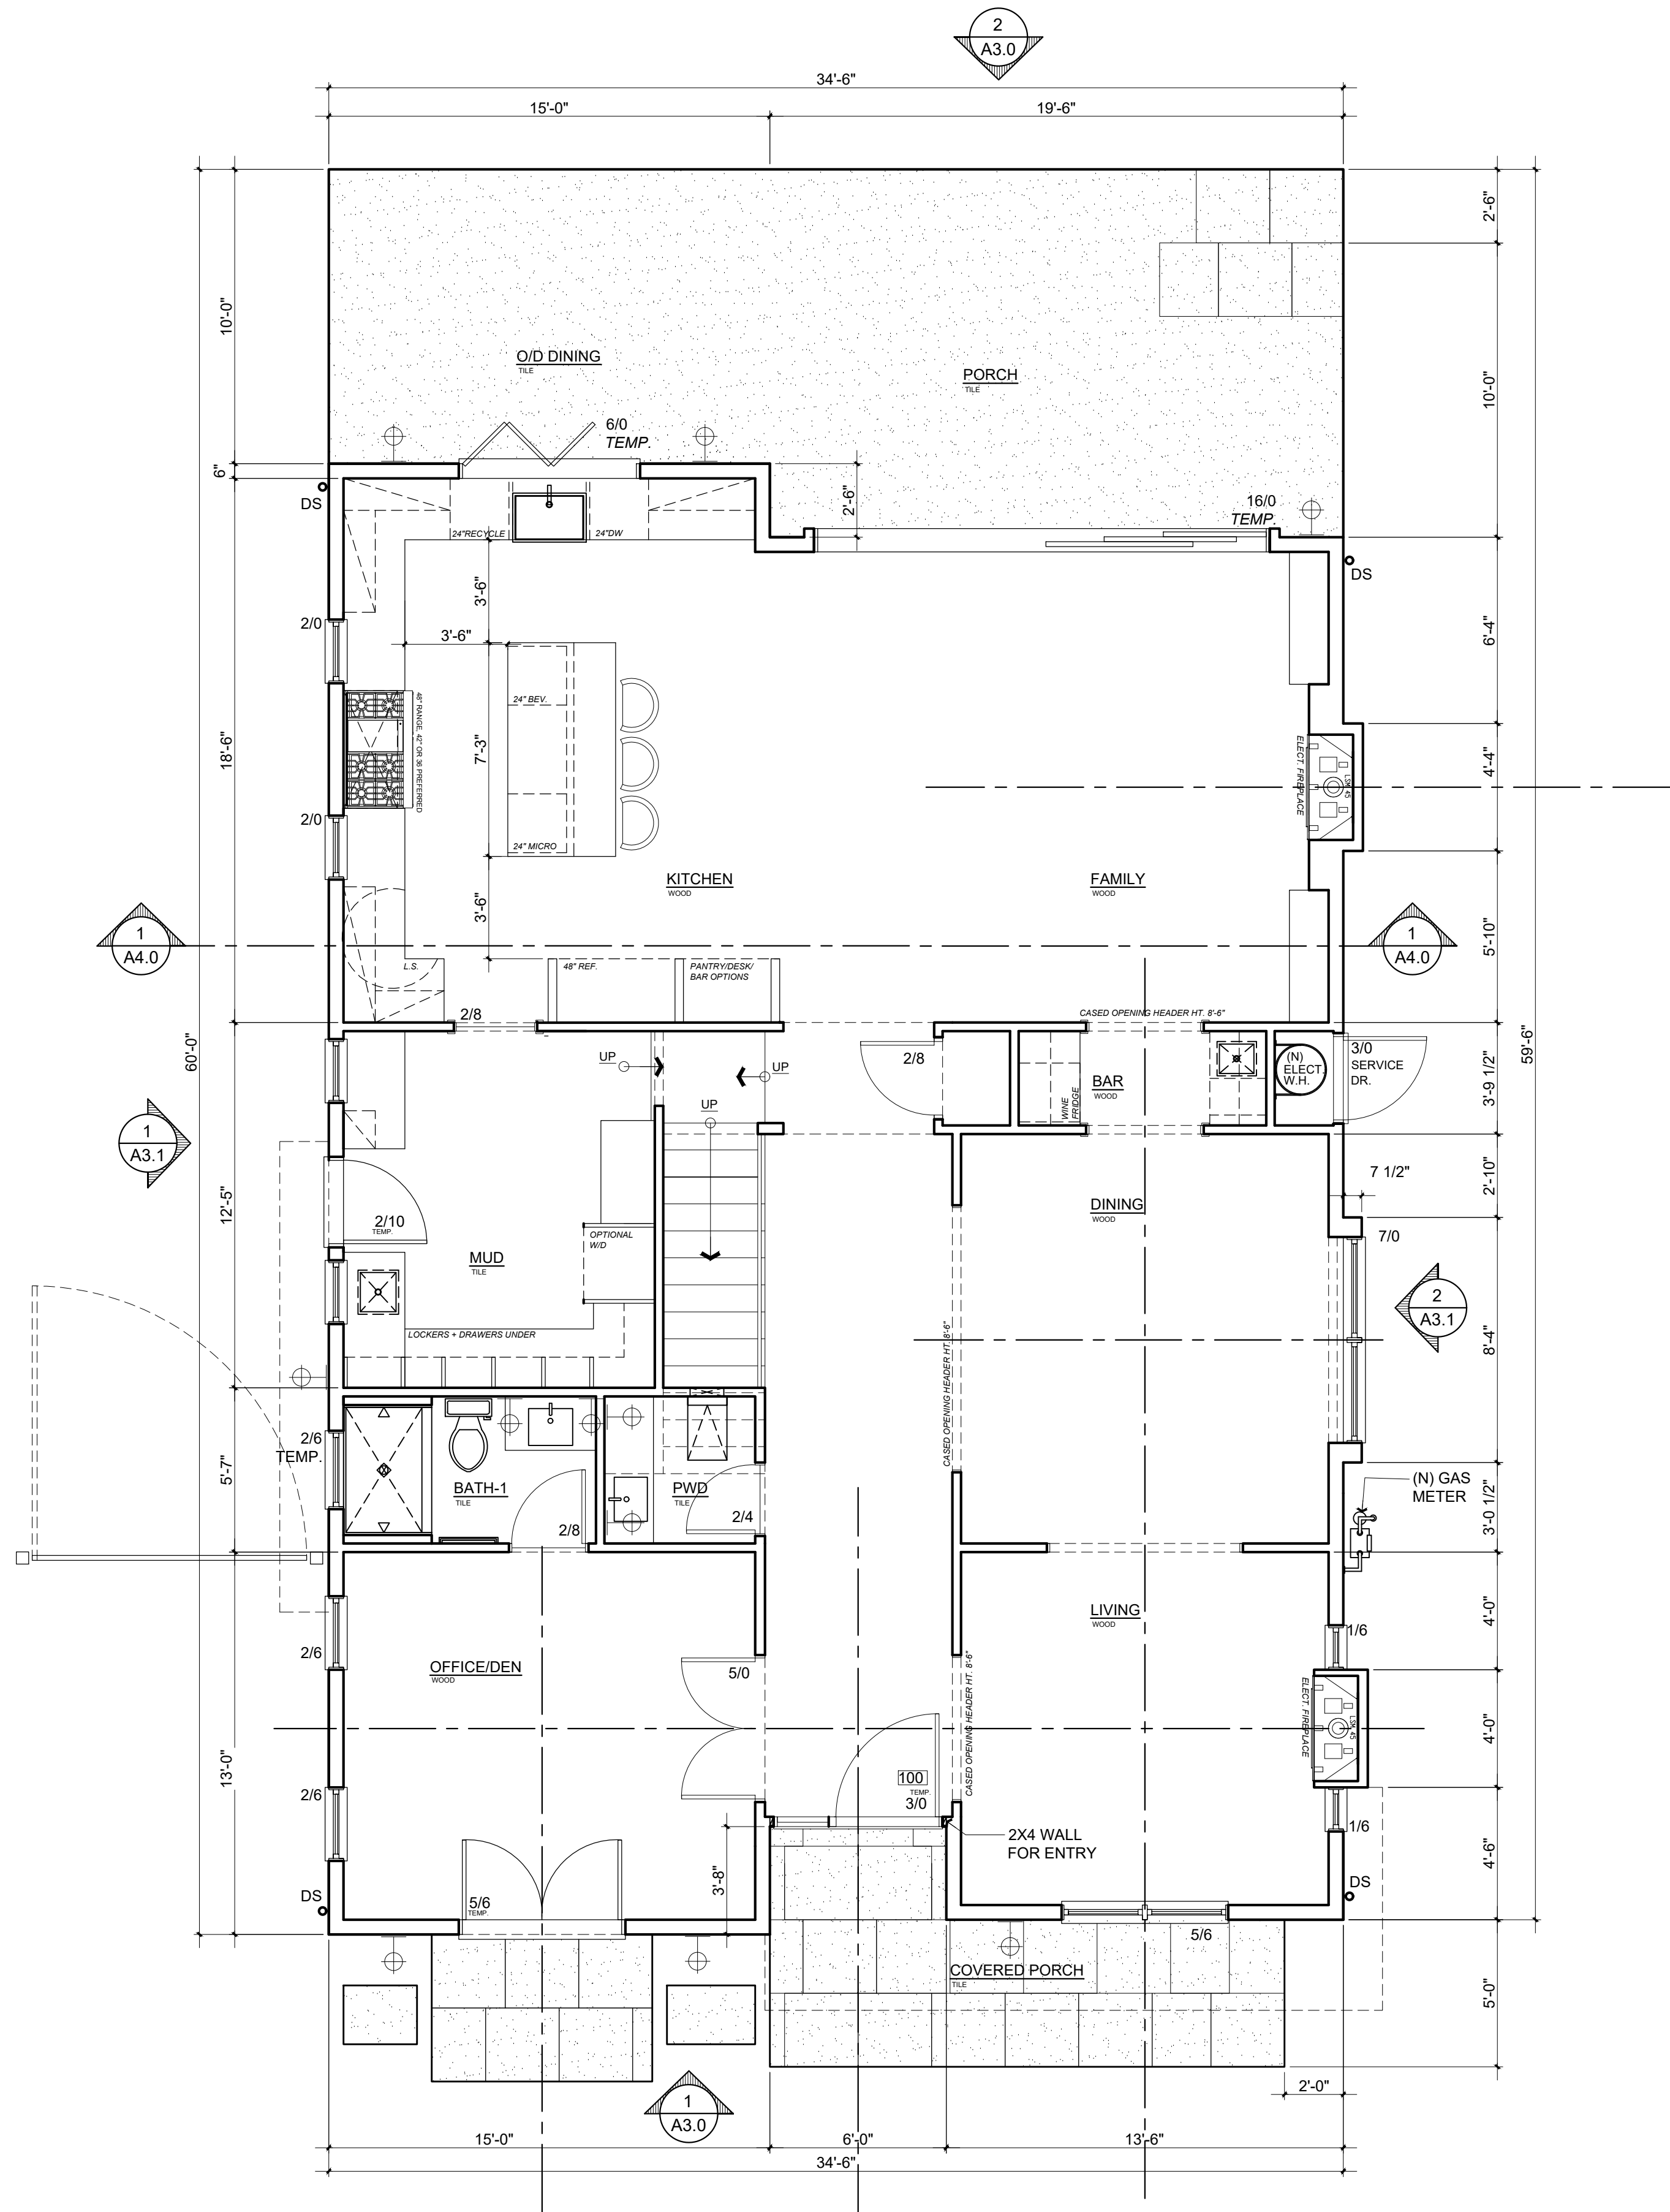 2
A3.0
34'-6"
15'-0"
19'-6"
2'-6"
10'-0"
10'-0"
O/D DINING
TILE
PORCH
TILE
6/0
TEMP.
6"
DS
2'-6"
16/0
TEMP.
DS
24"RECYCLE
24"DW
3'-6"
3'-6"
2/0
6'-4"
24" BEV.
48" RANGE, 42" OR 36 PREFERRED
18'-6"
7'-3"
ELECT. FIREPLACE
LSM 45
4'-4"
2/0
24" MICRO
KITCHEN
WOOD
FAMILY
WOOD
3'-6"
1
A4.0
1
A4.0
5'-10"
L.S.
48" REF.
PANTRY/DESK/
BAR OPTIONS
2/8
CASED OPENING HEADER HT. 8'-6"
60'-0"
59'-6"
UP
UP
UP
2/8
BAR
WOOD
WINE
FRIDGE
(N)
ELECT.
W.H.
3/0
SERVICE
DR.
3'-9 1/2"
1
A3.1
7 1/2"
2'-10"
12'-5"
2/10
TEMP.
DINING
WOOD
7/0
OPTIONAL
W/D
MUD
TILE
2
A3.1
LOCKERS + DRAWERS UNDER
CASED OPENING HEADER HT. 8'-6"
8'-4"
2/6
TEMP.
5'-7"
BATH-1
TILE
PWD
TILE
2/8
2/4
(N) GAS
METER
3'-0 1/2"
LIVING
WOOD
4'-0"
1/6
2/6
OFFICE/DEN
WOOD
5/0
CASED OPENING HEADER HT. 8'-6"
ELECT. FIREPLACE
LSM 45
4'-0"
13'-0"
2/6
100
TEMP.
3/0
1/6
2X4 WALL
FOR ENTRY
3'-8"
4'-6"
DS
5/6
TEMP.
DS
5/6
COVERED PORCH
TILE
5'-0"
2'-0"
1
A3.0
15'-0"
6'-0"
13'-6"
34'-6"